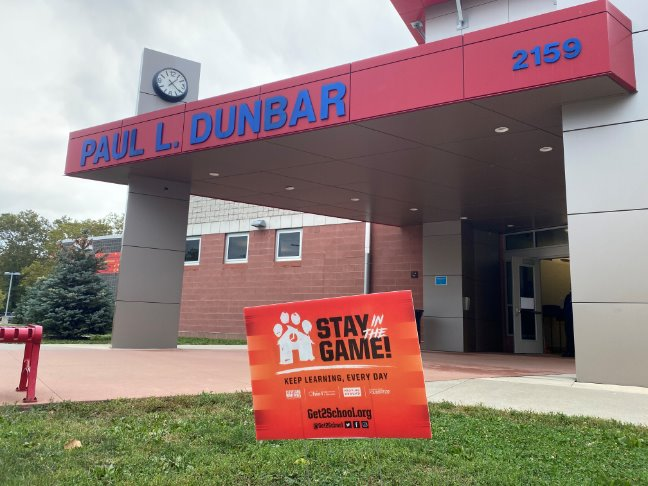 PAUL L. DUNBAR
2159
STAY IN THE
GAME!
KEEP LEARNING, EVERY DAY
Get2School.org
@Get2School